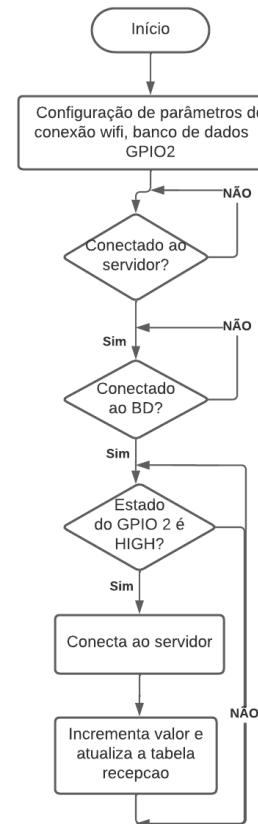 Início
Configuração de parâmetros de
conexão wifi, banco de dados
GPIO2
NÃO
Conectado ao
servidor?
NÃO
Sim
Conectado
ao BD?
Sim
Estado
do GPIO 2 é
HIGH?
Sim
Conecta ao servidor
NÃO
Incrementa valor e
atualiza a tabela
recepcao